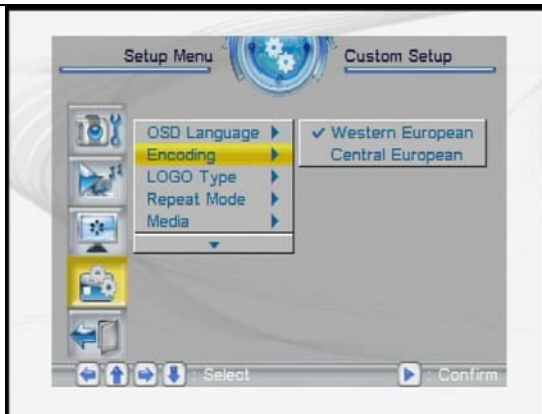 Setup Menu
Custom Setup
OSD Language
Encoding
LOGO Type
Repeat Mode
Media
✓ Western European
Central European
: Select
: Confirm